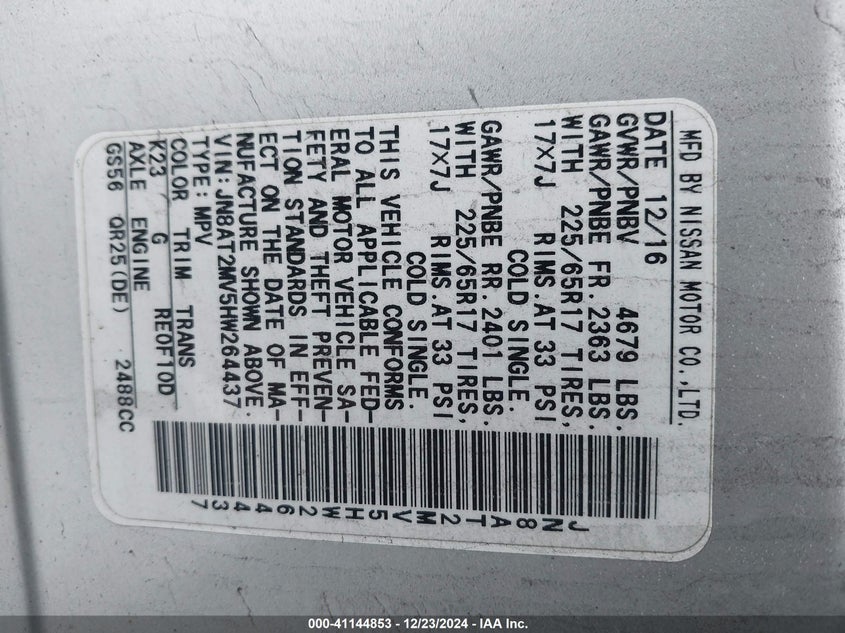 MFD BY NISSAN MOTOR CO.,LTD.
DATE 12/16
GVWR/PNBV 4679 LBS.
GAWR/PNBE FR. 2363 LBS.
WITH 225/65R17 TIRES,
17X7J RIMS.AT 33 PSI
COLD SINGLE.
GAWR/PNBE RR. 2401 LBS.
WITH 225/65R17 TIRES,
17X7J RIMS.AT 33 PSI
COLD SINGLE.
THIS VEHICLE CONFORMS
TO ALL APPLICABLE FED-
ERAL MOTOR VEHICLE SA-
FETY AND THEFT PREVEN-
TION STANDARDS IN EFF-
ECT ON THE DATE OF MA-
NUFACTURE SHOWN ABOVE.
VIN: JN8AT2MV5HW264437
TYPE: MPV
COLOR TRIM TRANS
K23 G RE0F10D
AXLE ENGINE
GS56 QR25(DE) 2488CC
JN8AT2MV5HW264437
000-41144853 - 12/23/2024 - IAA Inc.